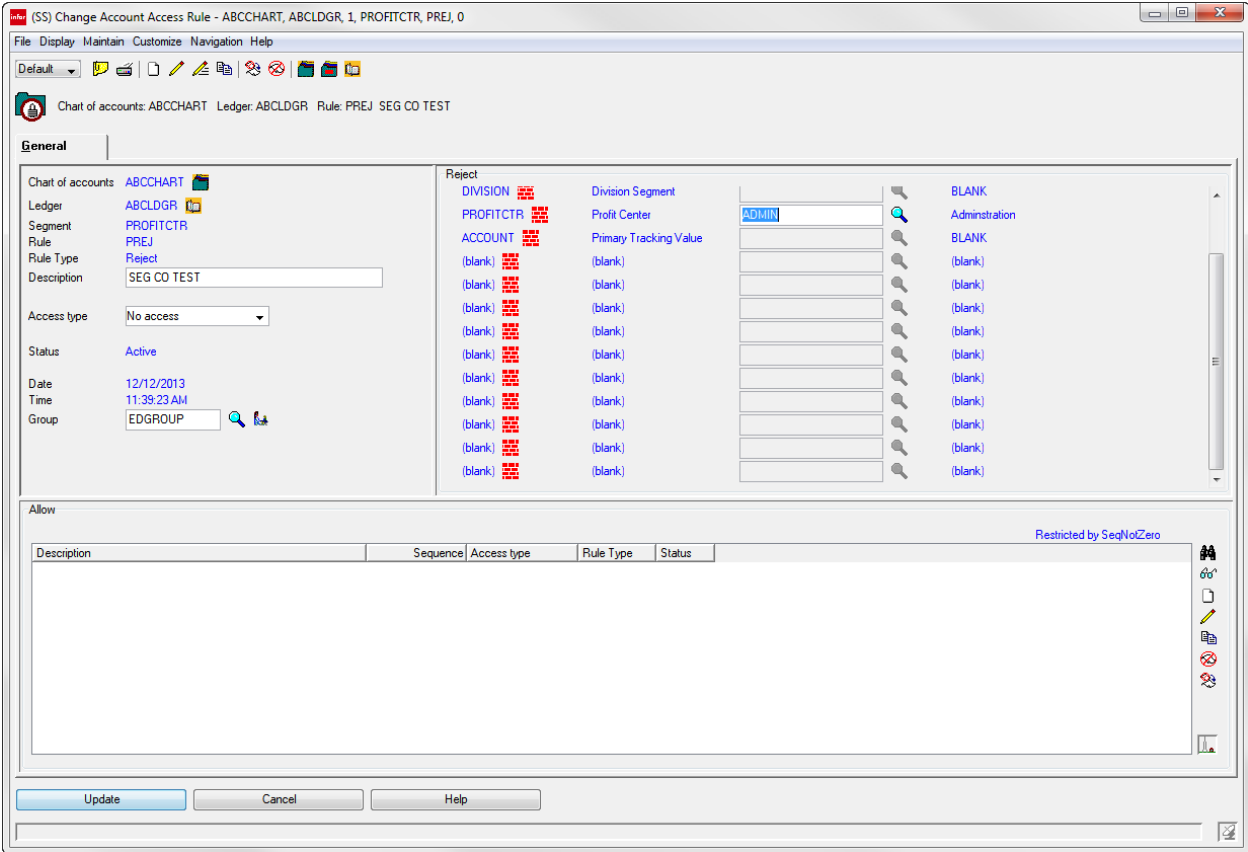 infor (SS) Change Account Access Rule - ABCCHART, ABCLDGR, 1, PROFITCTR, PREJ, 0
File Display Maintain Customize Navigation Help
Default
Chart of accounts: ABCCHART Ledger: ABCLDGR Rule: PREJ SEG CO TEST
General
Chart of accounts ABCCHART
Ledger ABCLDGR
Segment PROFITCTR
Rule PREJ
Rule Type Reject
Description SEG CO TEST
Access type No access
Status Active
Date 12/12/2013
Time 11:39:23 AM
Group EDGROUP
Reject
DIVISION Division Segment BLANK
PROFITCTR Profit Center ADMIN Adminstration
ACCOUNT Primary Tracking Value BLANK
(blank) (blank) (blank)
(blank) (blank) (blank)
(blank) (blank) (blank)
(blank) (blank) (blank)
(blank) (blank) (blank)
(blank) (blank) (blank)
(blank) (blank) (blank)
(blank) (blank) (blank)
(blank) (blank) (blank)
(blank) (blank) (blank)
Allow
Restricted by SeqNotZero
Description Sequence Access type Rule Type Status
Update Cancel Help